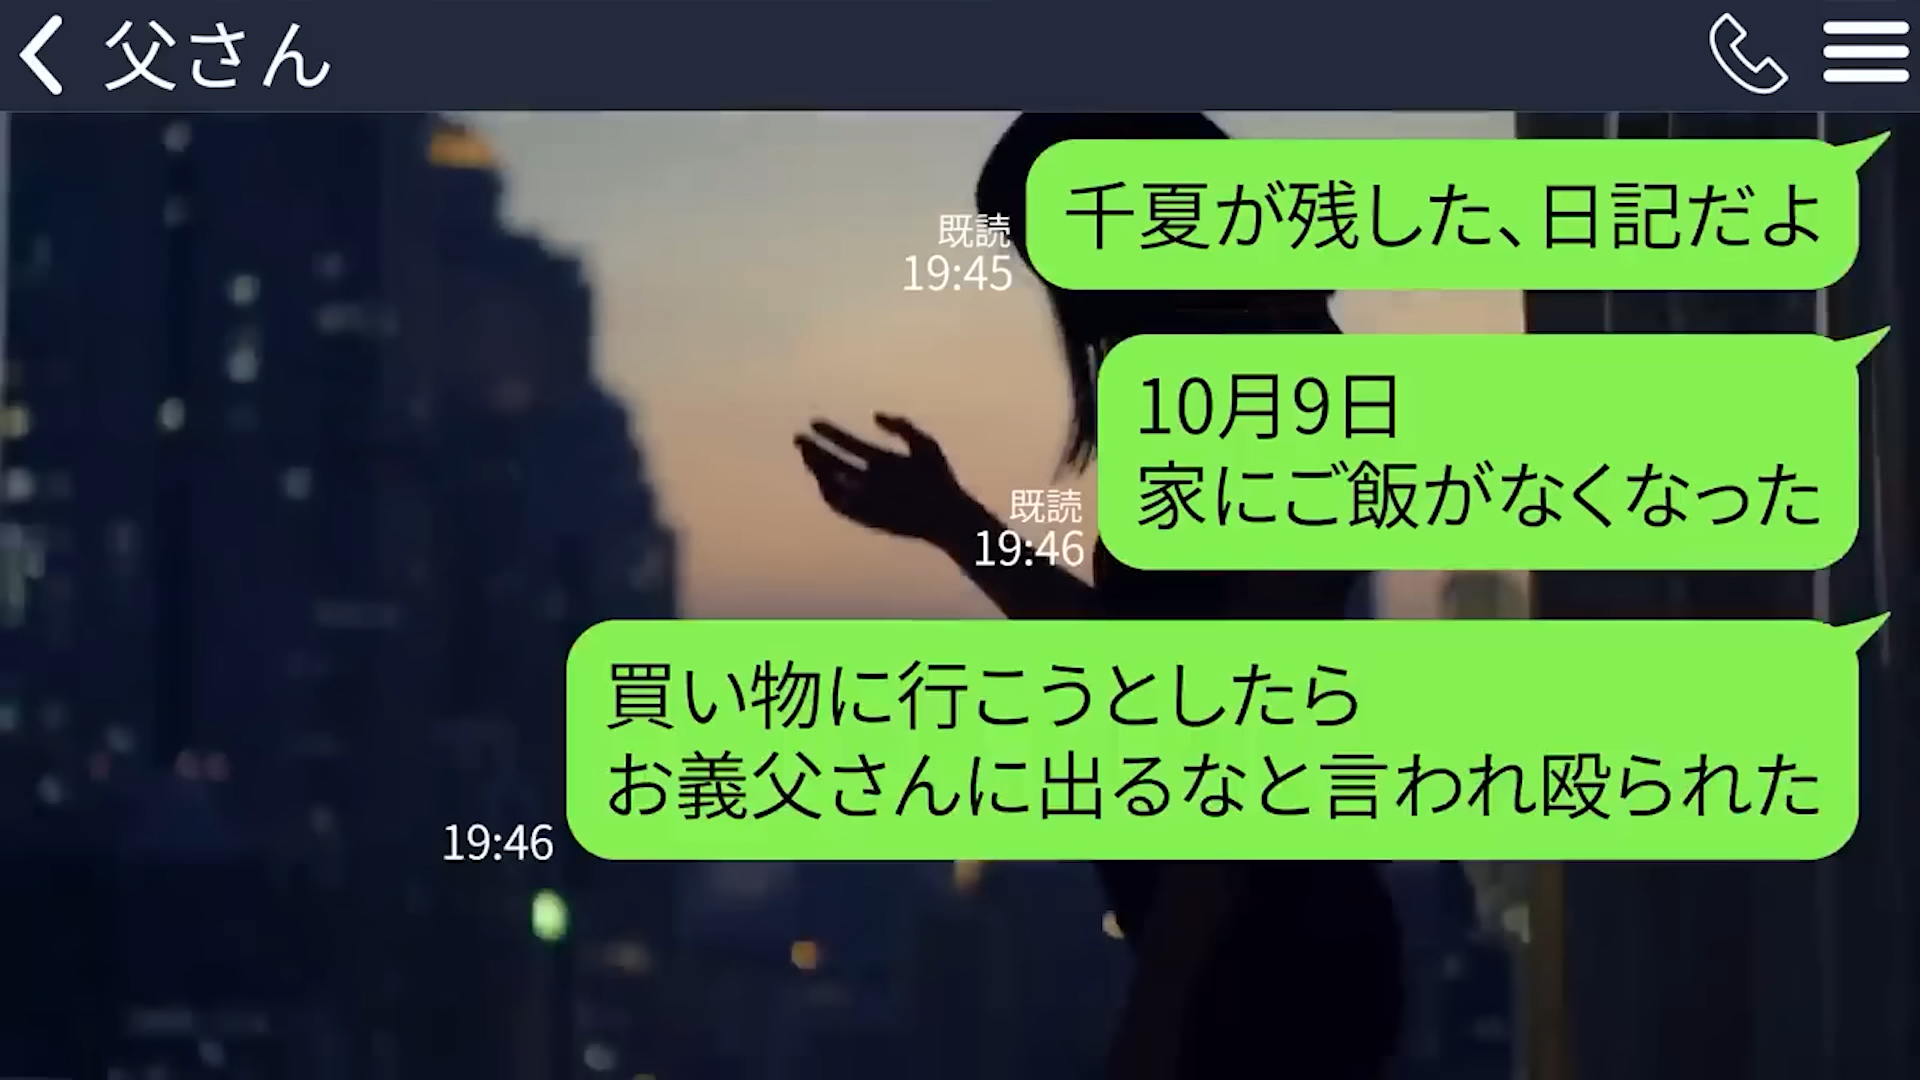 父さん
千夏が残した、日記だよ
既読
19:45
10月9日
家にご飯がなくなった
既読
19:46
買い物に行こうとしたら
お義父さんに出るなと言われ殴られた
19:46